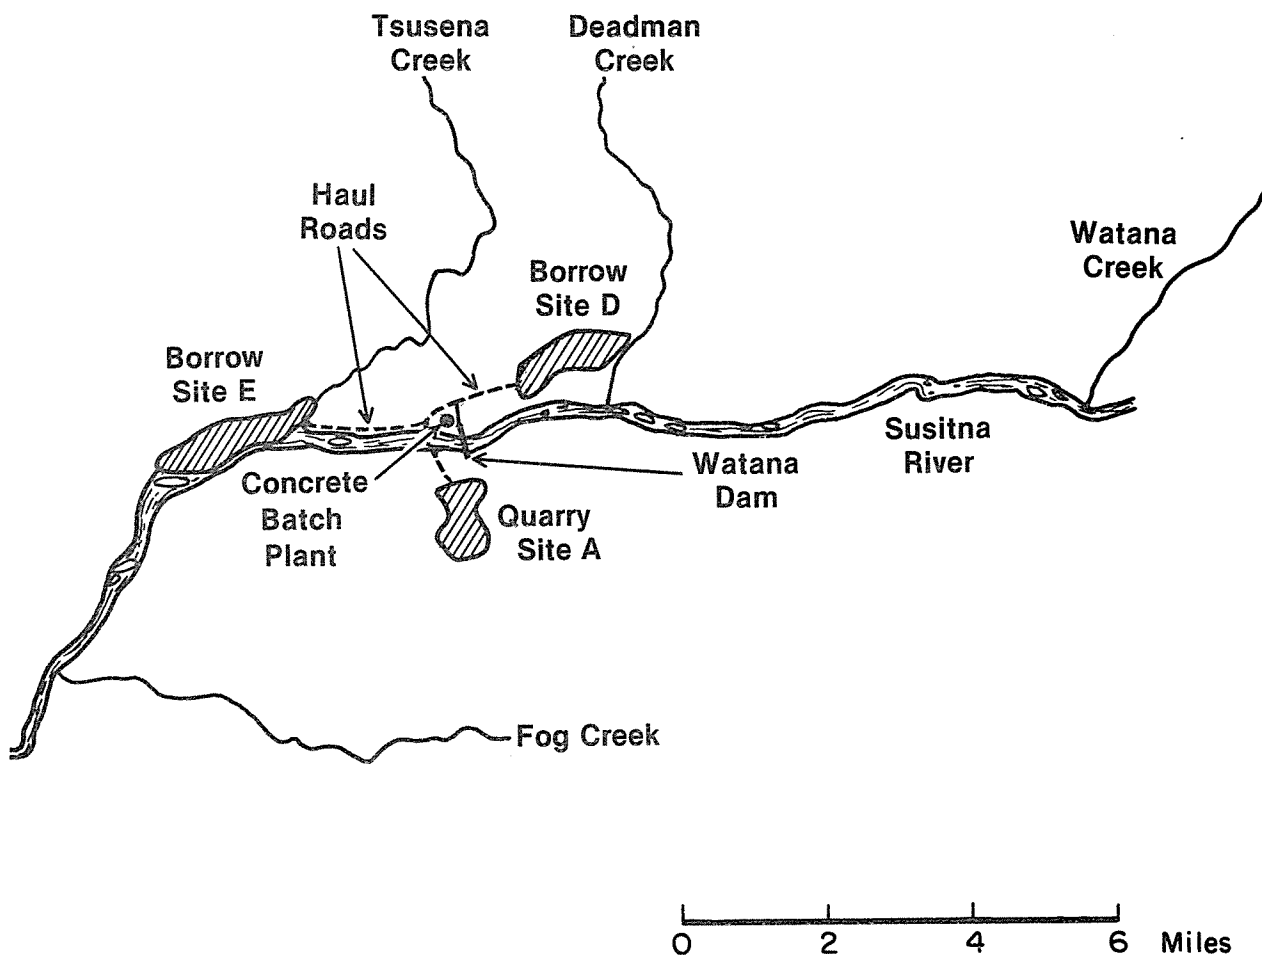 Tsusena
Creek
Deadman
Creek
Haul
Roads
Watana
Creek
Borrow
Site D
Borrow
Site E
Susitna
River
Watana
Dam
Concrete
Batch
Plant
Quarry
Site A
Fog Creek
0 2 4 6 Miles